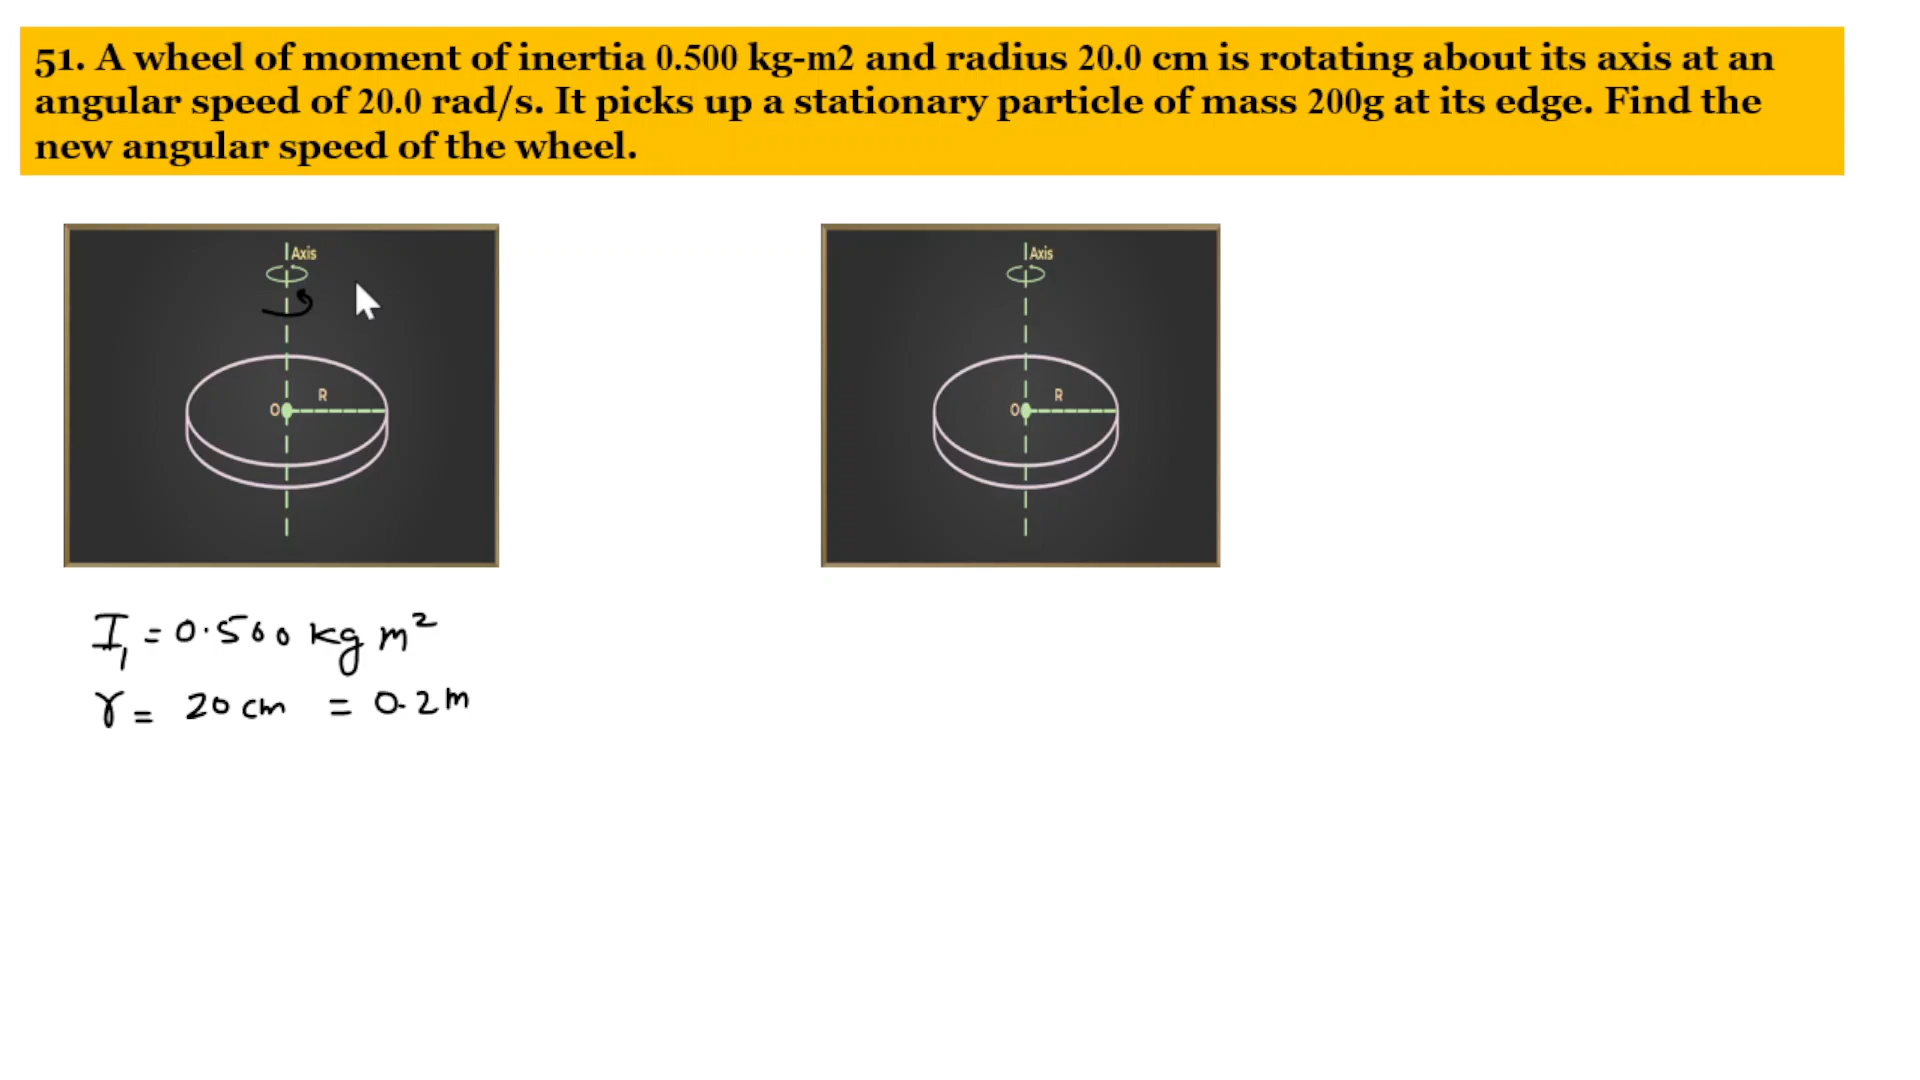 51. A wheel of moment of inertia 0.500 kg-m2 and radius 20.0 cm is rotating about its axis at an
angular speed of 20.0 rad/s. It picks up a stationary particle of mass 200g at its edge. Find the
new angular speed of the wheel.
Axis
R
O
Axis
R
O
I₁ = 0.500 kg m²
r = 20 cm = 0.2 m